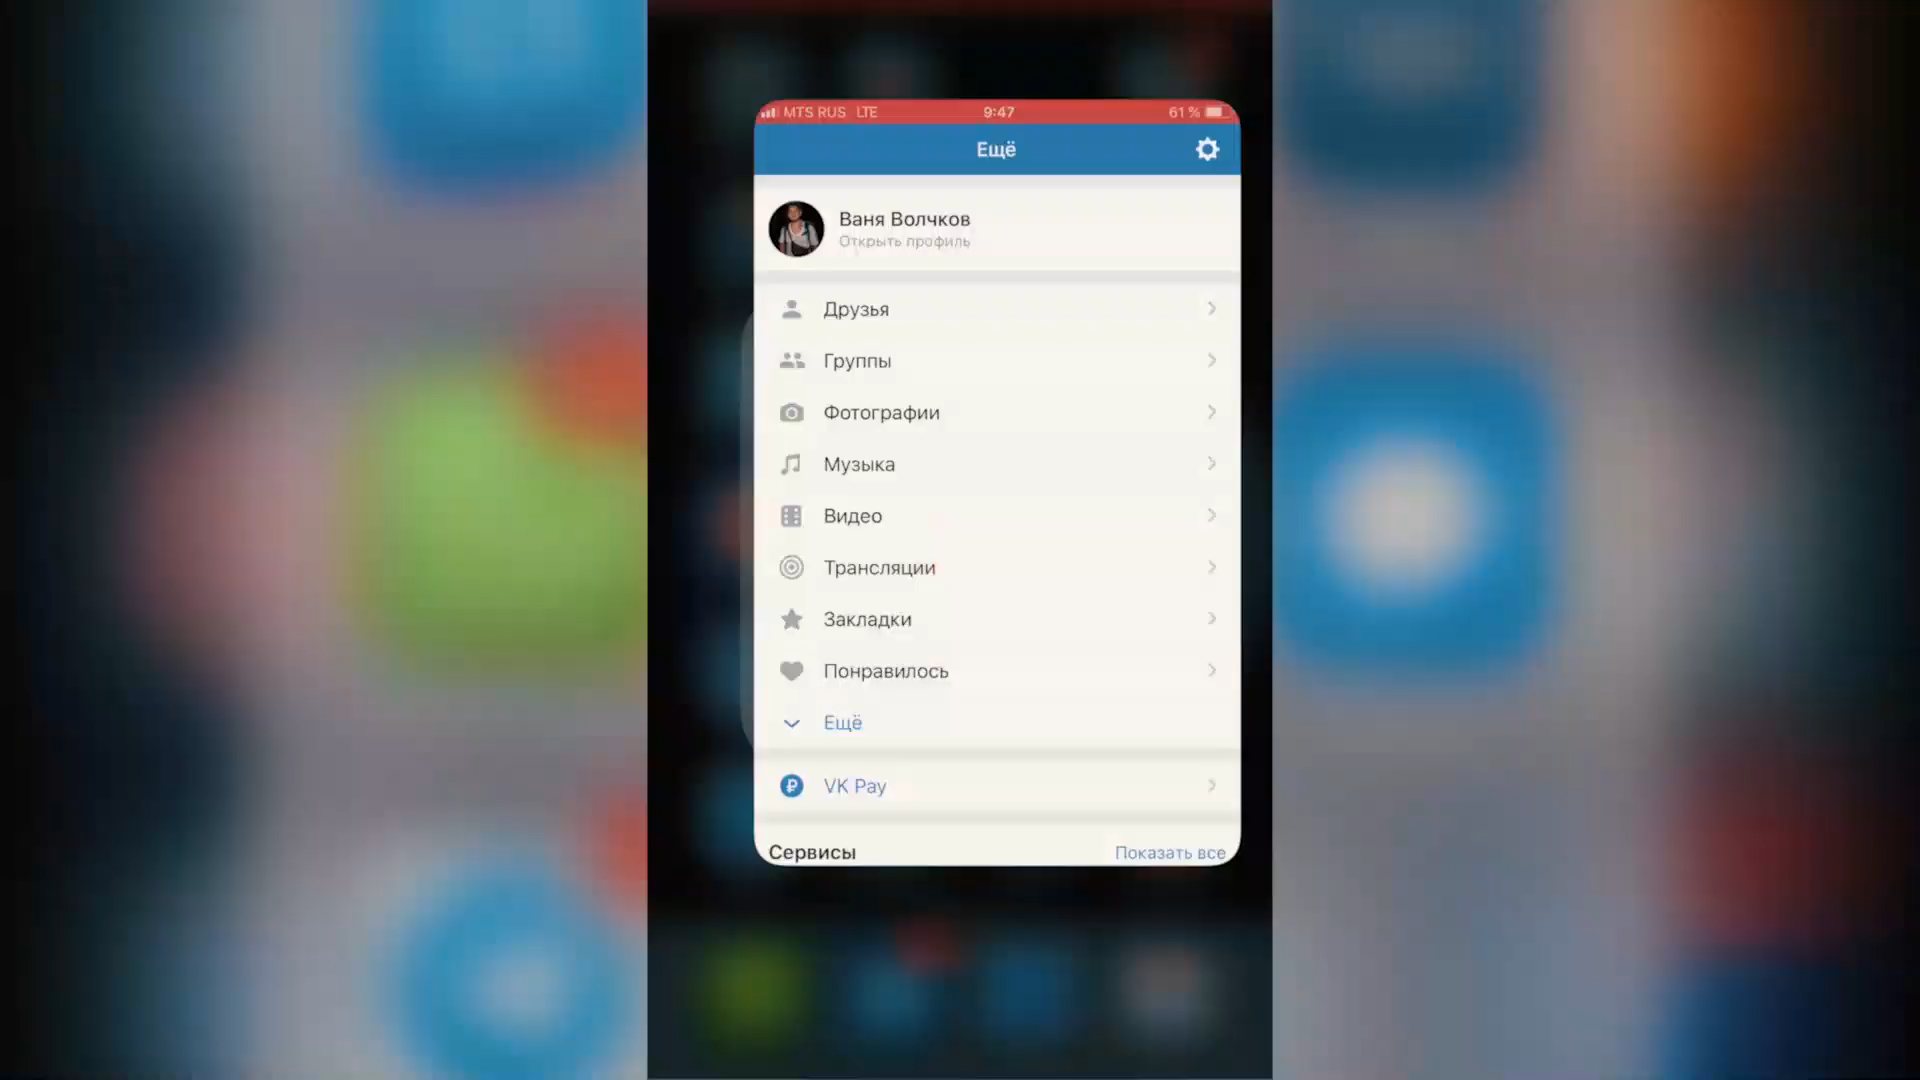 MTS RUS LTE 9:47 61 %
Ещё
Ваня Волчков
Открыть профиль
Друзья
Группы
Фотографии
Музыка
Видео
Трансляции
Закладки
Понравилось
Ещё
VK Pay
Сервисы Показать все